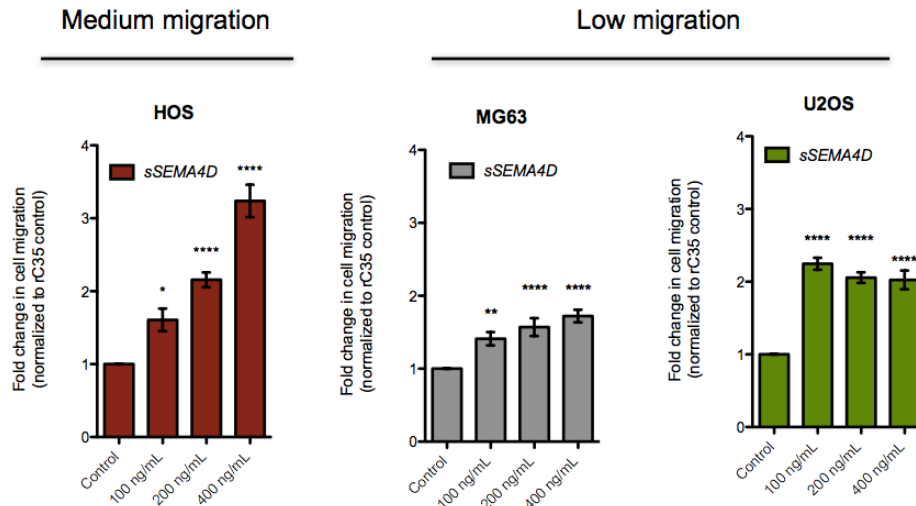 Medium migration
Low migration
HOS
Fold change in cell migration
(normalized to rC35 control)
4
3
2
1
0
sSEMA4D
*
****
****
Control
100 ng/mL
200 ng/mL
400 ng/mL
MG63
Fold change in cell migration
(normalized to rC35 control)
4
3
2
1
0
sSEMA4D
**
****
****
Control
100 ng/mL
200 ng/mL
400 ng/mL
U2OS
Fold change in cell migration
(normalized to rC35 control)
4
3
2
1
0
sSEMA4D
****
****
****
Control
100 ng/mL
200 ng/mL
400 ng/mL